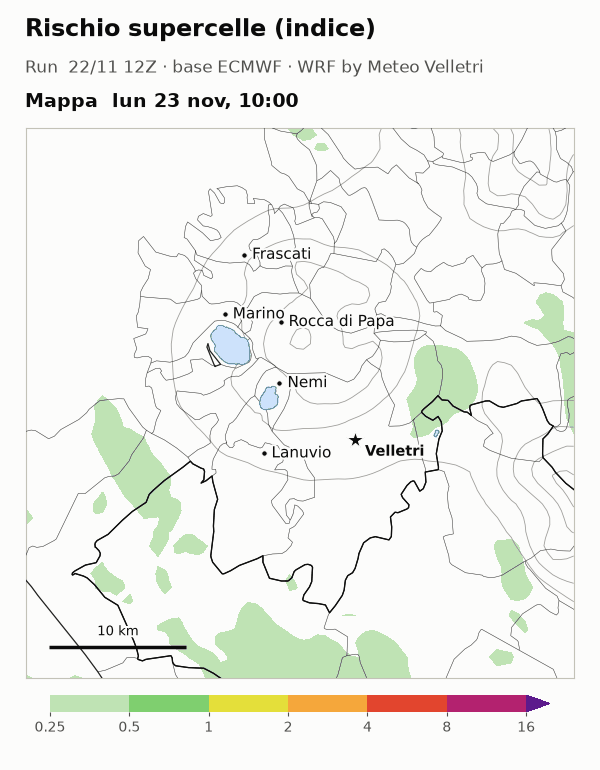 Rischio supercelle (indice)
Run  22/11 12Z · base ECMWF · WRF by Meteo Velletri
Mappa  lun 23 nov, 10:00
Frascati
Marino
Rocca di Papa
Nemi
Velletri
Lanuvio
10 km
0.25 0.5 1 2 4 8 16